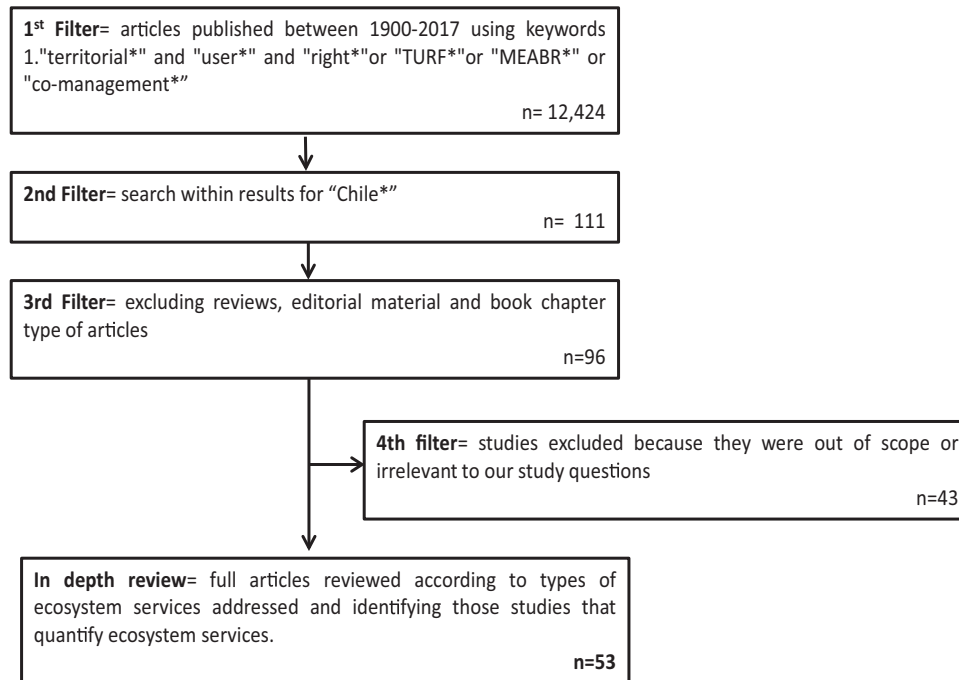 1st Filter= articles published between 1900-2017 using keywords
1."territorial*" and "user*" and "right*"or "TURF*"or "MEABR*" or
"co-management*”
n= 12,424
2nd Filter= search within results for “Chile*”
n= 111
3rd Filter= excluding reviews, editorial material and book chapter
type of articles
n=96
4th filter= studies excluded because they were out of scope or
irrelevant to our study questions
n=43
In depth review= full articles reviewed according to types of
ecosystem services addressed and identifying those studies that
quantify ecosystem services.
n=53